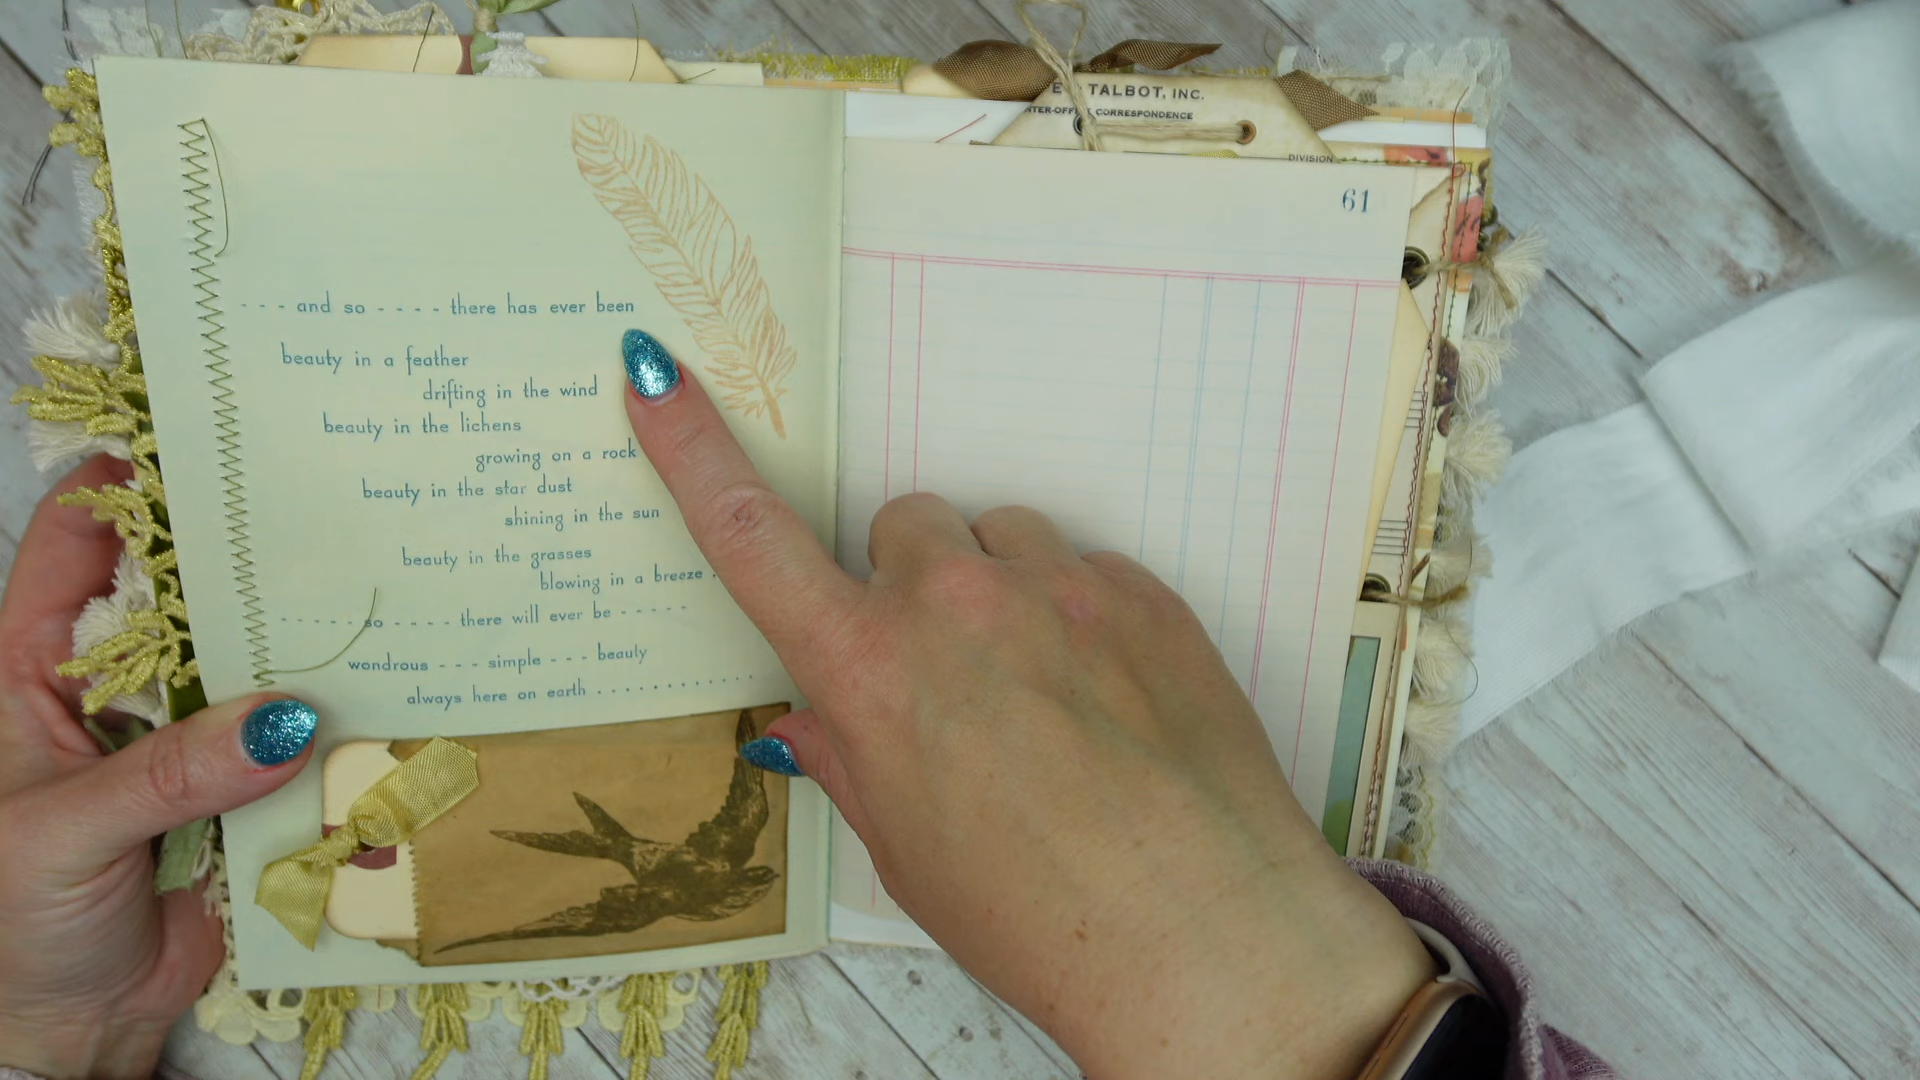 - - - and so - - - - there has ever been
beauty in a feather
drifting in the wind
beauty in the lichens
growing on a rock
beauty in the star dust
shining in the sun
beauty in the grasses
blowing in a breeze .
- - - - - so - - - - there will ever be - - - - -
wondrous - - - simple - - - beauty
always here on earth . . . . . . . . . . . .
E TALBOT, INC.
CORRESPONDENCE
DIVISION
61